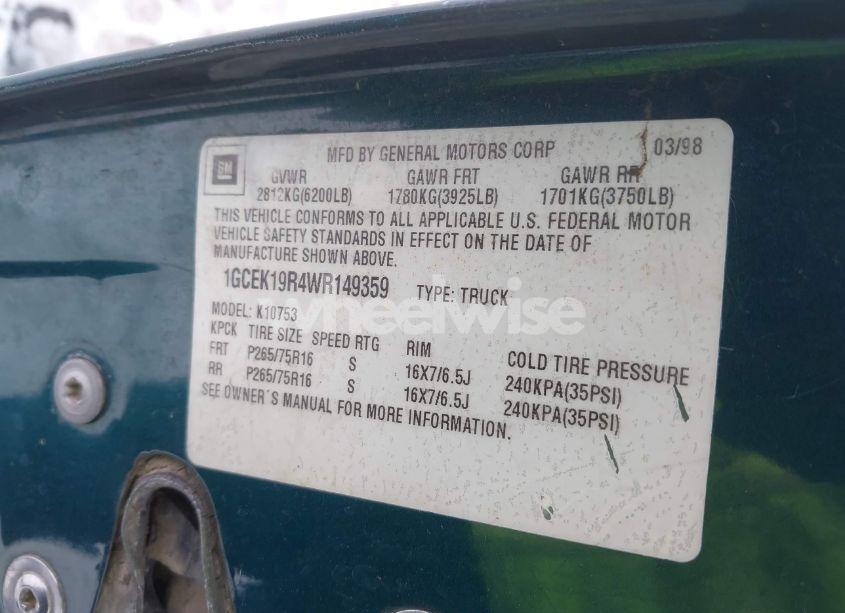 GM
MFD BY GENERAL MOTORS CORP 03/98
GVWR GAWR FRT GAWR RR
2812KG(6200LB) 1780KG(3925LB) 1701KG(3750LB)
THIS VEHICLE CONFORMS TO ALL APPLICABLE U.S. FEDERAL MOTOR
VEHICLE SAFETY STANDARDS IN EFFECT ON THE DATE OF
MANUFACTURE SHOWN ABOVE.
1GCEK19R4WR149359 TYPE: TRUCK
wheelwise
MODEL: K10753
KPCK TIRE SIZE SPEED RTG RIM COLD TIRE PRESSURE
FRT P265/75R16 S 16X7/6.5J 240KPA(35PSI)
RR P265/75R16 S 16X7/6.5J 240KPA(35PSI)
SEE OWNER'S MANUAL FOR MORE INFORMATION.